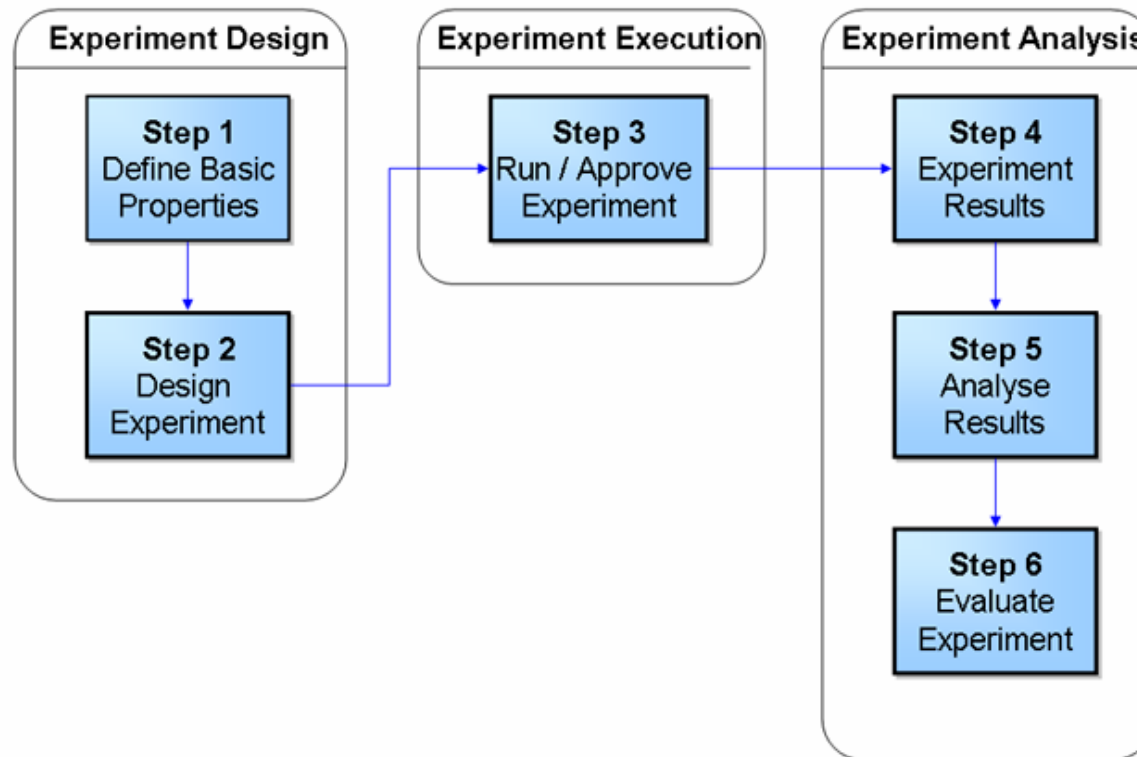 Experiment Design
Step 1
Define Basic
Properties
Step 2
Design
Experiment
Experiment Execution
Step 3
Run / Approve
Experiment
Experiment Analysis
Step 4
Experiment
Results
Step 5
Analyse
Results
Step 6
Evaluate
Experiment